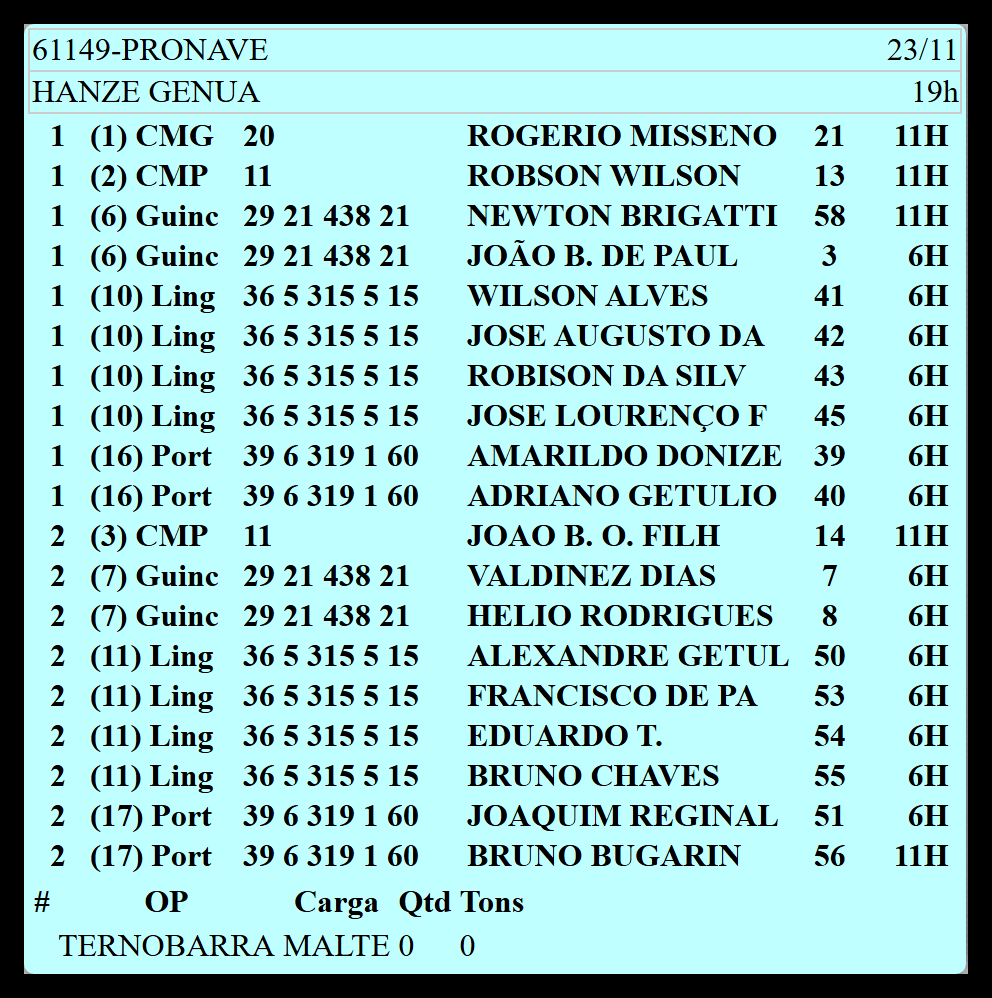 61149-PRONAVE 23/11
HANZE GENUA 19h
1 (1) CMG 20 ROGERIO MISSENO 21 11H
1 (2) CMP 11 ROBSON WILSON 13 11H
1 (6) Guinc 29 21 438 21 NEWTON BRIGATTI 58 11H
1 (6) Guinc 29 21 438 21 JOÃO B. DE PAUL 3 6H
1 (10) Ling 36 5 315 5 15 WILSON ALVES 41 6H
1 (10) Ling 36 5 315 5 15 JOSE AUGUSTO DA 42 6H
1 (10) Ling 36 5 315 5 15 ROBISON DA SILV 43 6H
1 (10) Ling 36 5 315 5 15 JOSE LOURENÇO F 45 6H
1 (16) Port 39 6 319 1 60 AMARILDO DONIZE 39 6H
1 (16) Port 39 6 319 1 60 ADRIANO GETULIO 40 6H
2 (3) CMP 11 JOAO B. O. FILH 14 11H
2 (7) Guinc 29 21 438 21 VALDINEZ DIAS 7 6H
2 (7) Guinc 29 21 438 21 HELIO RODRIGUES 8 6H
2 (11) Ling 36 5 315 5 15 ALEXANDRE GETUL 50 6H
2 (11) Ling 36 5 315 5 15 FRANCISCO DE PA 53 6H
2 (11) Ling 36 5 315 5 15 EDUARDO T. 54 6H
2 (11) Ling 36 5 315 5 15 BRUNO CHAVES 55 6H
2 (17) Port 39 6 319 1 60 JOAQUIM REGINAL 51 6H
2 (17) Port 39 6 319 1 60 BRUNO BUGARIN 56 11H
# OP Carga Qtd Tons
TERNOBARRA MALTE 0 0